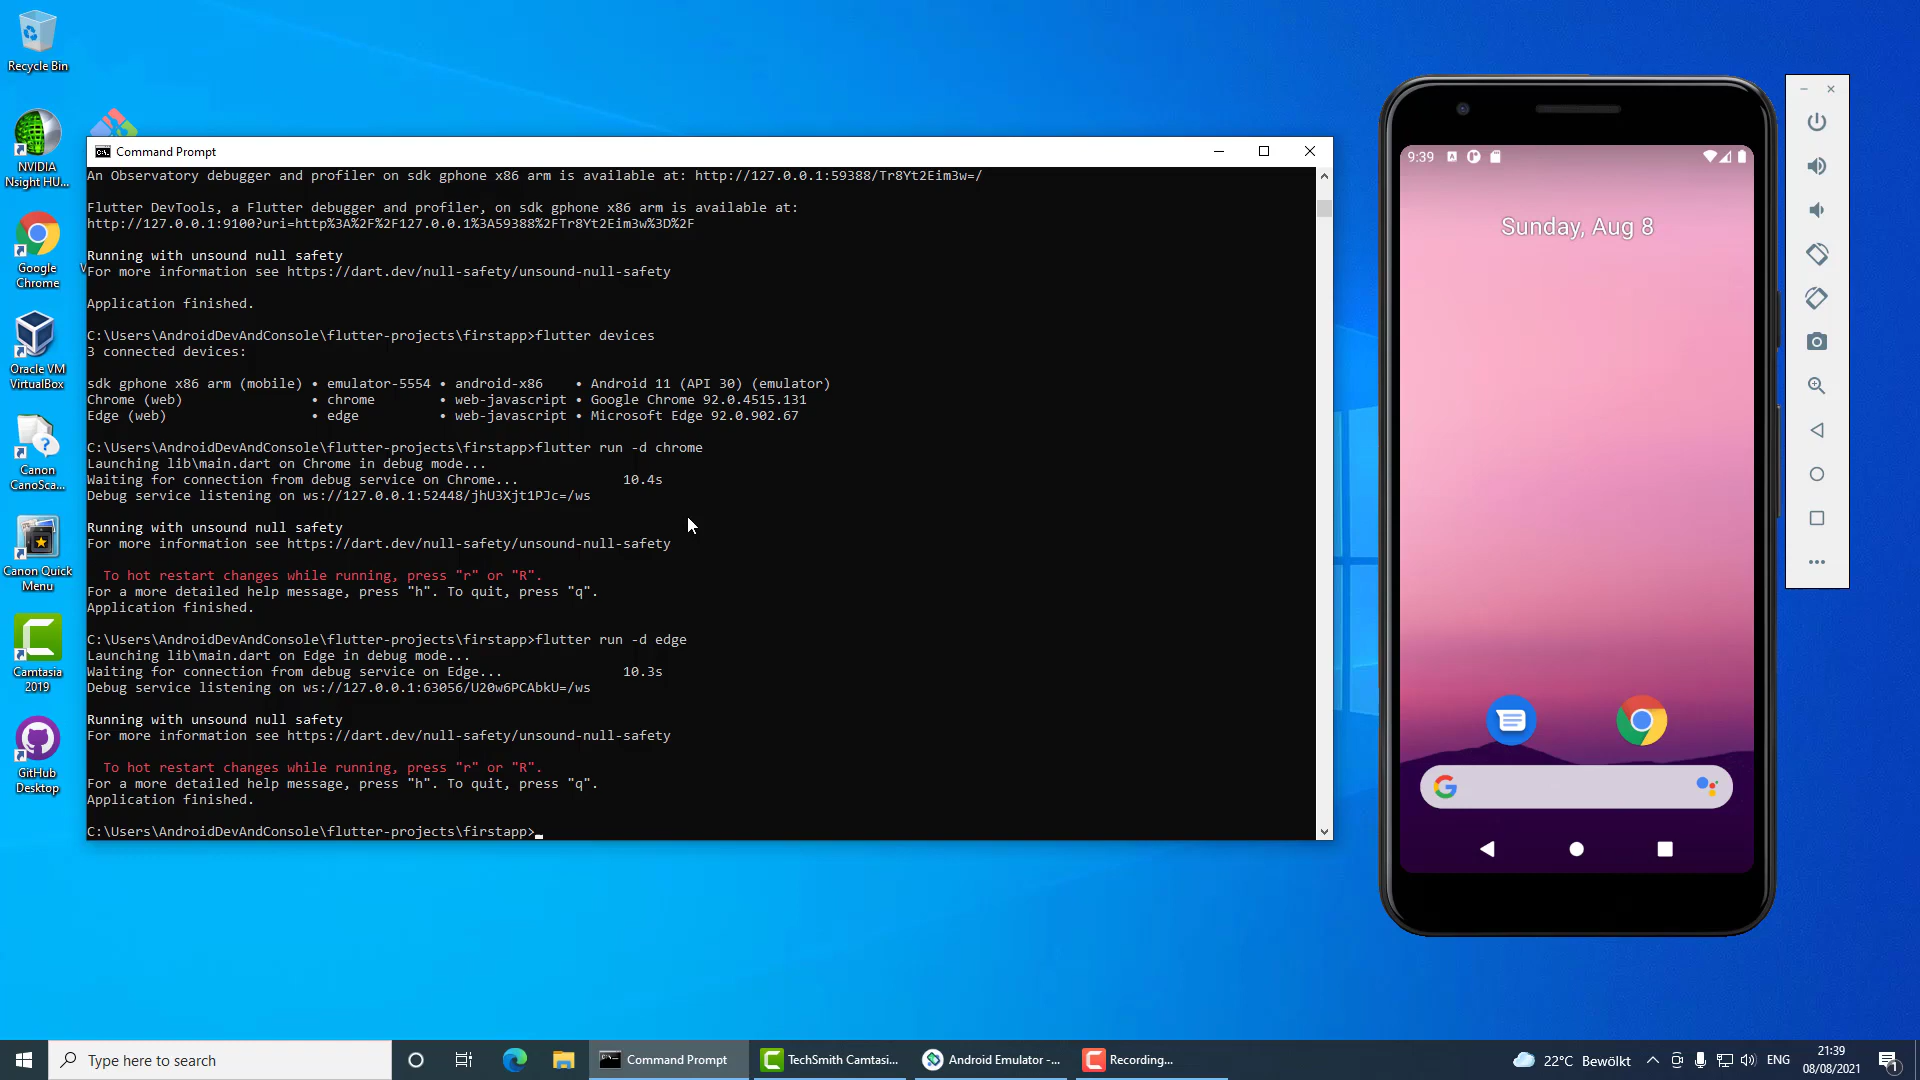 Recycle Bin
NVIDIA
Nsight HU...
Google
Chrome
Oracle VM
VirtualBox
Canon
CanoSca...
Canon Quick
Menu
Camtasia
2019
GitHub
Desktop
Command Prompt
An Observatory debugger and profiler on sdk gphone x86 arm is available at: http://127.0.0.1:59388/Tr8Yt2Eim3w=/
Flutter DevTools, a Flutter debugger and profiler, on sdk gphone x86 arm is available at:
http://127.0.0.1:9100?uri=http%3A%2F%2F127.0.0.1%3A59388%2FTr8Yt2Eim3w%3D%2F
Running with unsound null safety
For more information see https://dart.dev/null-safety/unsound-null-safety
Application finished.
C:\Users\AndroidDevAndConsole\flutter-projects\firstapp>flutter devices
3 connected devices:
sdk gphone x86 arm (mobile) • emulator-5554 • android-x86 • Android 11 (API 30) (emulator)
Chrome (web) • chrome • web-javascript • Google Chrome 92.0.4515.131
Edge (web) • edge • web-javascript • Microsoft Edge 92.0.902.67
C:\Users\AndroidDevAndConsole\flutter-projects\firstapp>flutter run -d chrome
Launching lib\main.dart on Chrome in debug mode...
Waiting for connection from debug service on Chrome... 10.4s
Debug service listening on ws://127.0.0.1:52448/jhU3Xjt1PJc=/ws
Running with unsound null safety
For more information see https://dart.dev/null-safety/unsound-null-safety
To hot restart changes while running, press "r" or "R".
For a more detailed help message, press "h". To quit, press "q".
Application finished.
C:\Users\AndroidDevAndConsole\flutter-projects\firstapp>flutter run -d edge
Launching lib\main.dart on Edge in debug mode...
Waiting for connection from debug service on Edge... 10.3s
Debug service listening on ws://127.0.0.1:63056/U20w6PCAbkU=/ws
Running with unsound null safety
For more information see https://dart.dev/null-safety/unsound-null-safety
To hot restart changes while running, press "r" or "R".
For a more detailed help message, press "h". To quit, press "q".
Application finished.
C:\Users\AndroidDevAndConsole\flutter-projects\firstapp>
9:39
Sunday, Aug 8
Type here to search
Command Prompt
TechSmith Camtasi...
Android Emulator -...
Recording...
22°C Bewölkt
ENG
21:39
08/08/2021
1